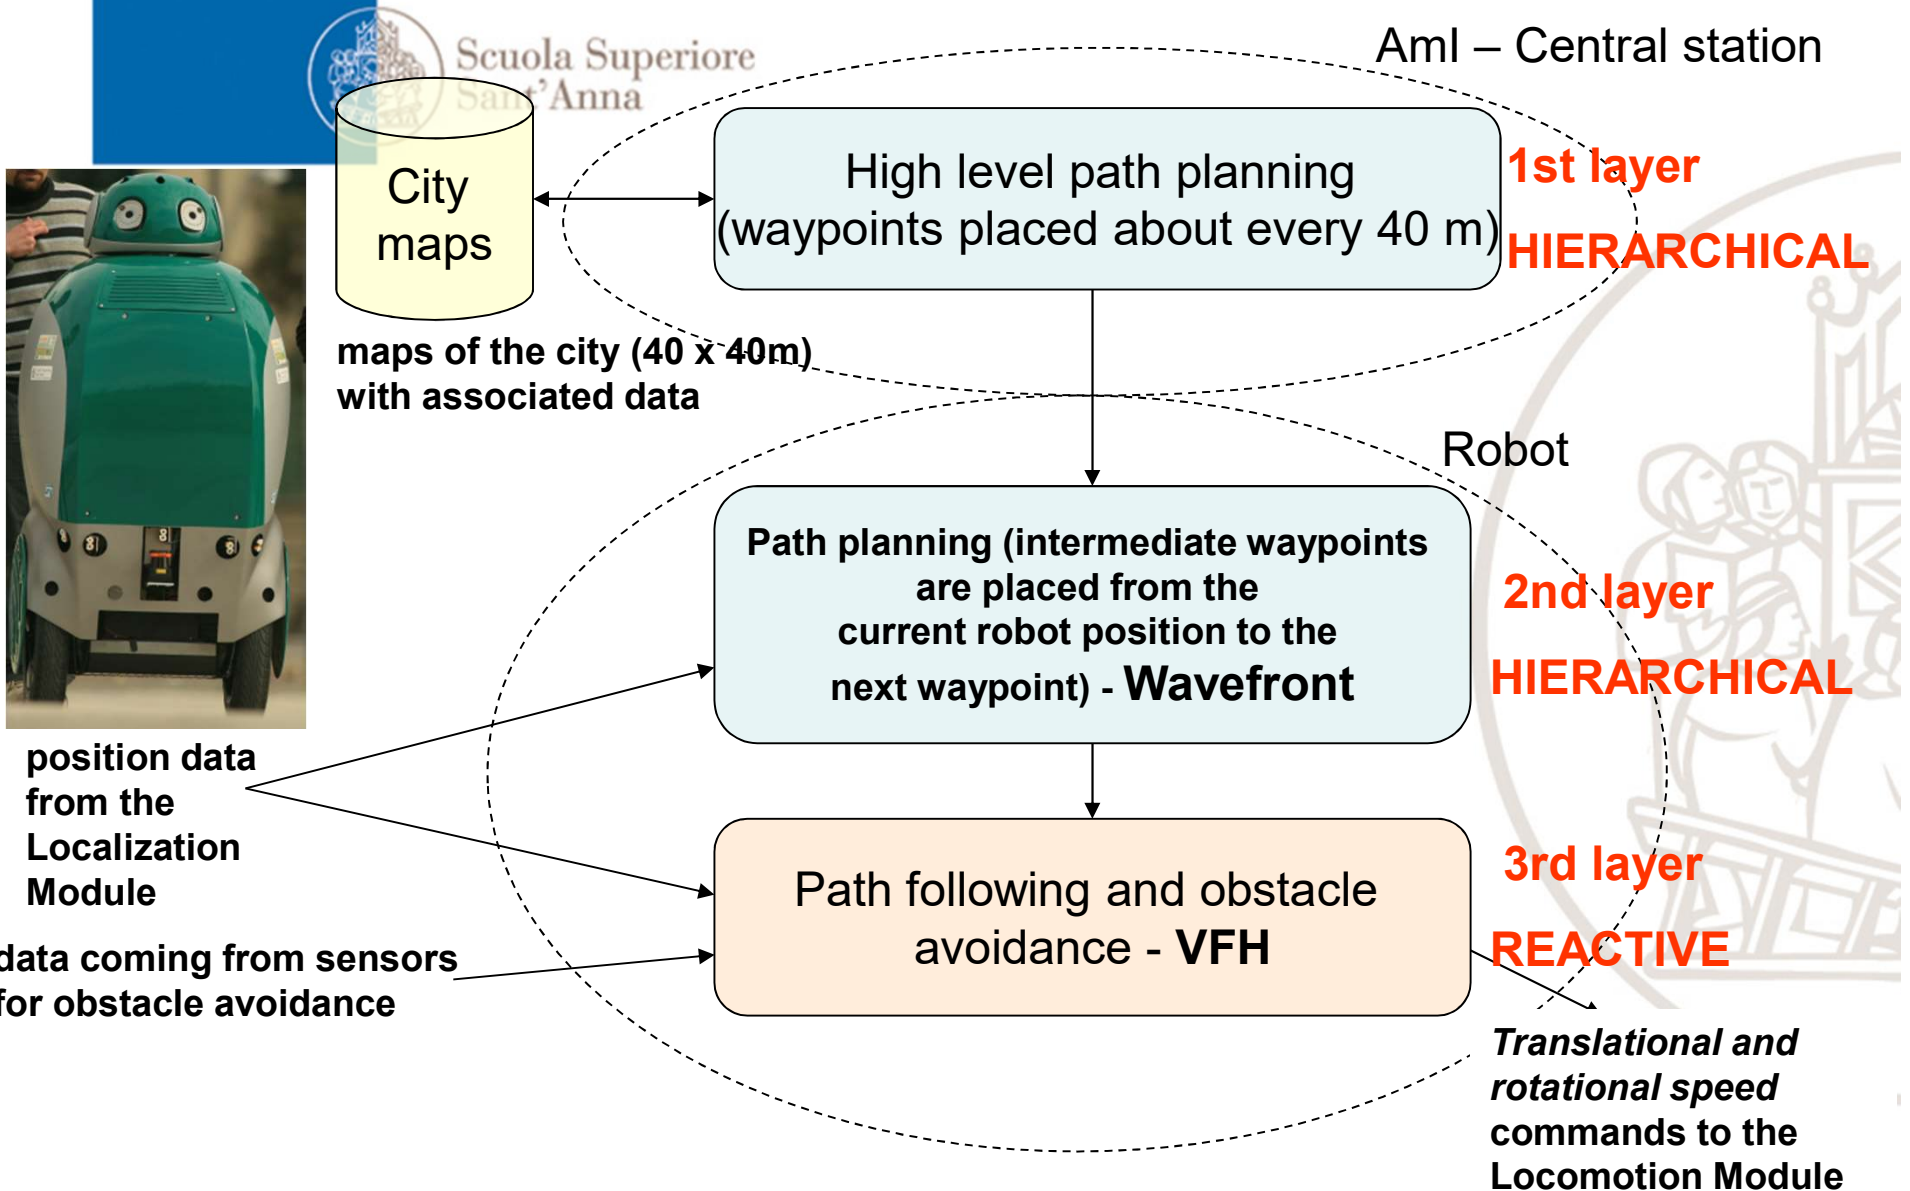 Scuola Superiore
Sant'Anna
AmI – Central station
City
maps
High level path planning
(waypoints placed about every 40 m)
1st layer
HIERARCHICAL
maps of the city (40 x 40m)
with associated data
Robot
Path planning (intermediate waypoints
are placed from the
current robot position to the
next waypoint) - Wavefront
2nd layer
HIERARCHICAL
position data
from the
Localization
Module
Path following and obstacle
avoidance - VFH
3rd layer
REACTIVE
data coming from sensors
for obstacle avoidance
Translational and
rotational speed
commands to the
Locomotion Module